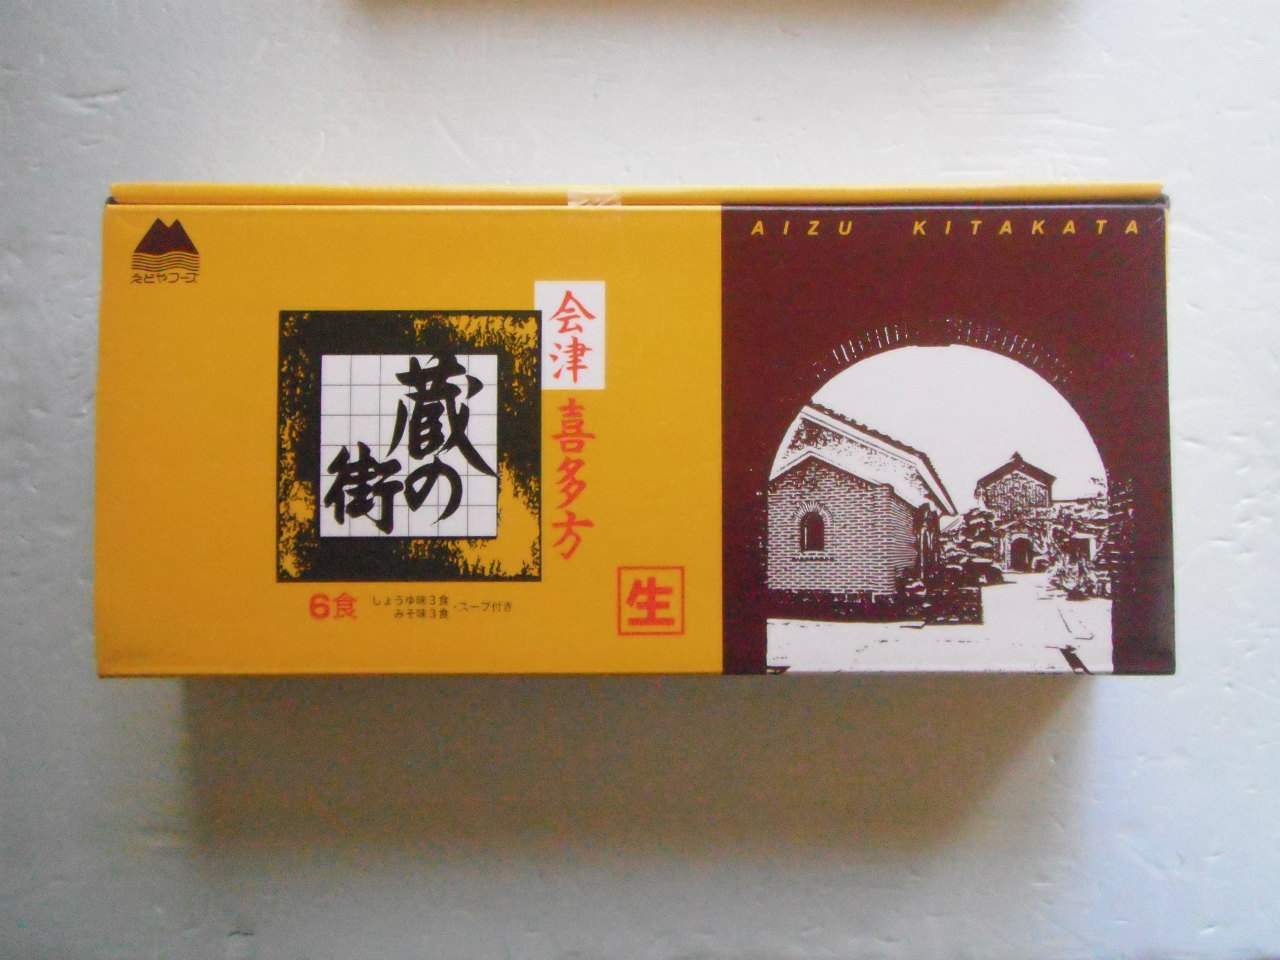 えどやフーズ
AIZU KITAKATA
会津
喜多方
蔵の
街
6食
しょうゆ味3食
みそ味3食
・スープ付き
生